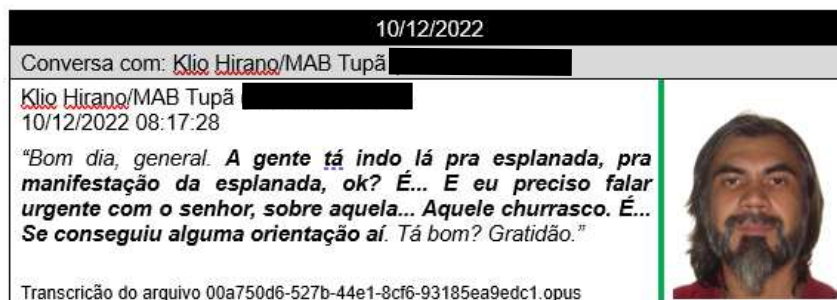 10/12/2022
Conversa com: Klio Hirano/MAB Tupã
Klio Hirano/MAB Tupã
10/12/2022 08:17:28
“Bom dia, general. A gente tá indo lá pra esplanada, pra
manifestação da esplanada, ok? É... E eu preciso falar
urgente com o senhor, sobre aquela... Aquele churrasco. É...
Se conseguiu alguma orientação aí. Tá bom? Gratidão.”
Transcrição do arquivo 00a750d6-527b-44e1-8cf6-93185ea9edc1.opus